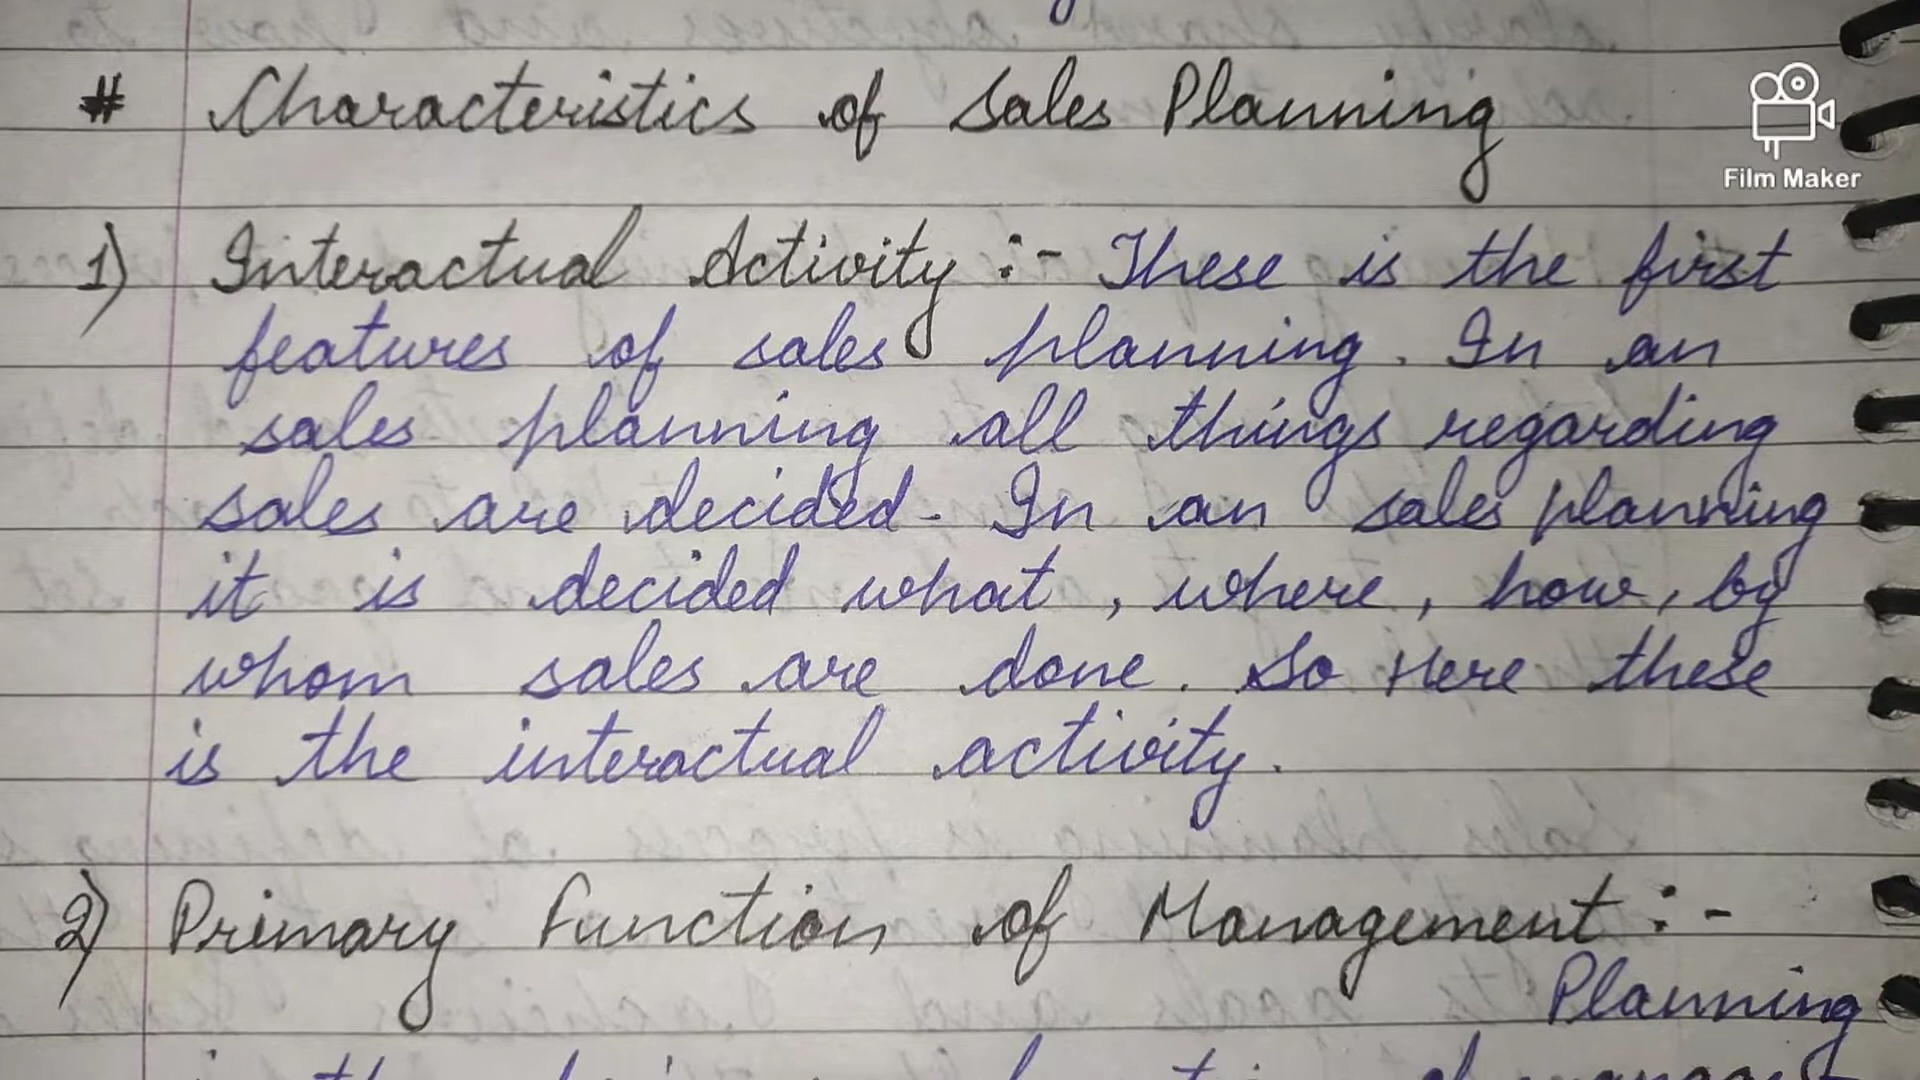 # Characteristics of Sales Planning
Film Maker
1) Interactual Activity :- These is the first
features of sales planning. In an
sales planning all things regarding
sales are decided. In an sales planning
it is decided what, where, how, by
whom sales are done. So Here these
is the interactual activity.
2) Primary Function of Management :-
Planning